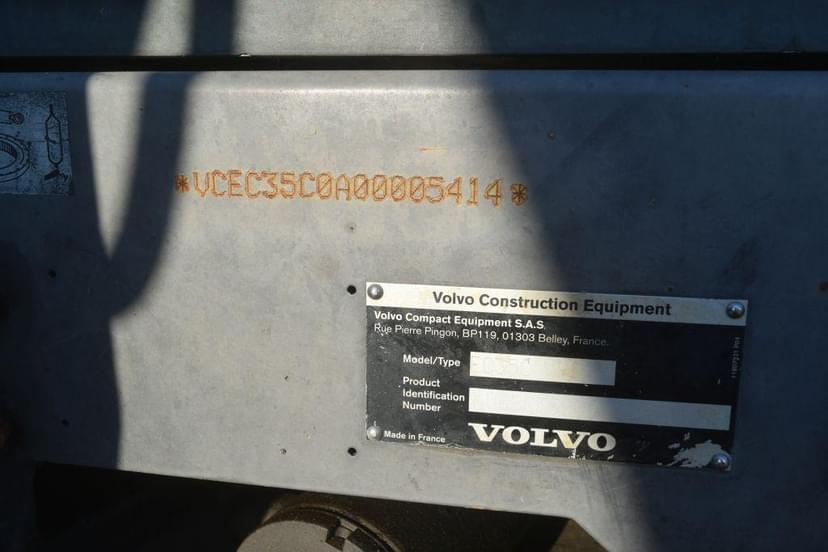 *VCEC35C0A00005414*
Volvo Construction Equipment
Volvo Compact Equipment S.A.S.
Rue Pierre Pingon, BP119, 01303 Belley, France.
Model/Type
Product
Identification
Number
Made in France
VOLVO